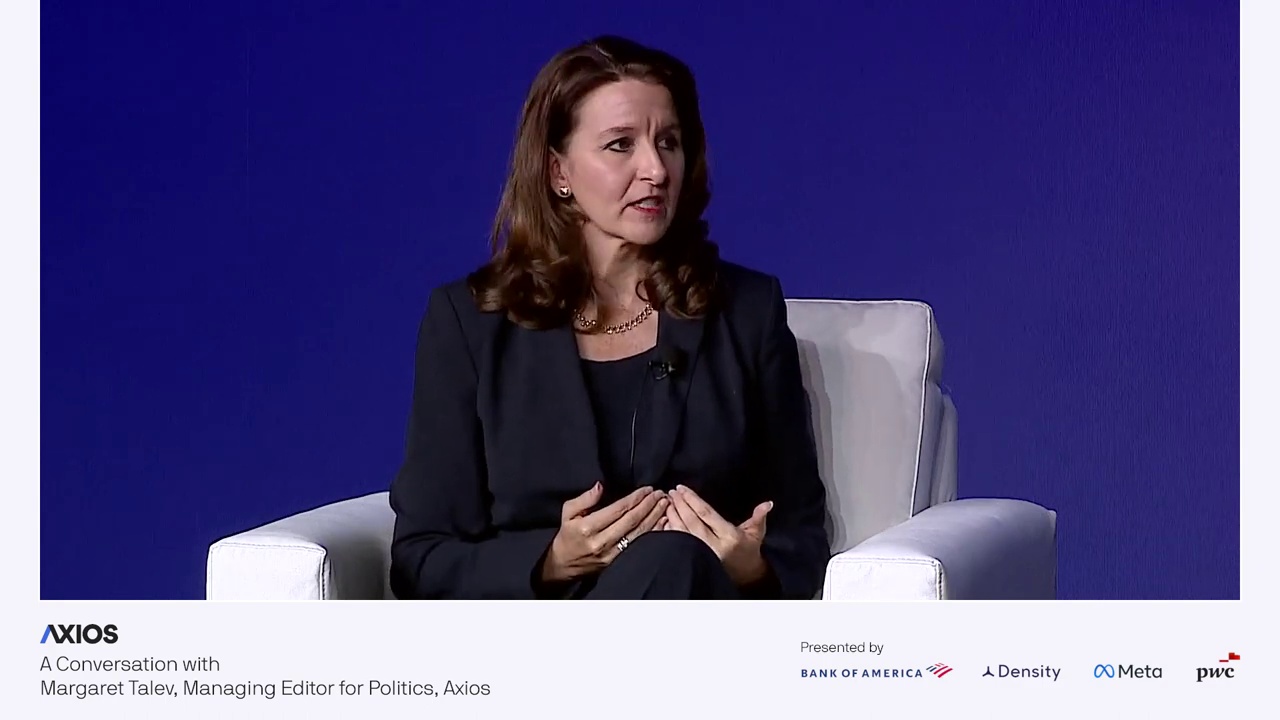 AXIOS
A Conversation with
Margaret Talev, Managing Editor for Politics, Axios
Presented by
BANK OF AMERICA
Density
Meta
pwc